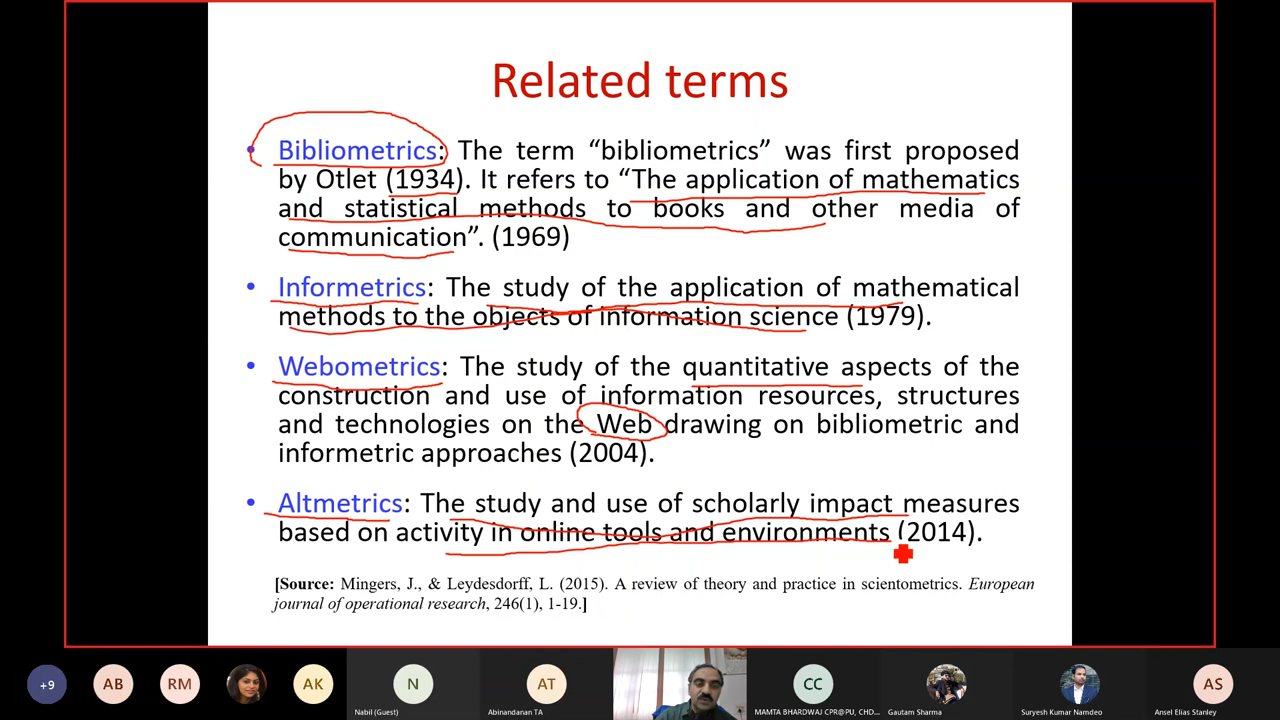 Related terms
• Bibliometrics: The term “bibliometrics” was first proposed
by Otlet (1934). It refers to “The application of mathematics
and statistical methods to books and other media of
communication”. (1969)
• Informetrics: The study of the application of mathematical
methods to the objects of information science (1979).
• Webometrics: The study of the quantitative aspects of the
construction and use of information resources, structures
and technologies on the Web drawing on bibliometric and
informetric approaches (2004).
• Altmetrics: The study and use of scholarly impact measures
based on activity in online tools and environments (2014).
[Source: Mingers, J., & Leydesdorff, L. (2015). A review of theory and practice in scientometrics. European
journal of operational research, 246(1), 1-19.]
+9 AB RM AK N AT CC AS
Nabil (Guest) Abinandanan TA MAMTA BHARDWAJ CPR@PU, CHD... Gautam Sharma Suryesh Kumar Namdeo Ansel Elias Stanley